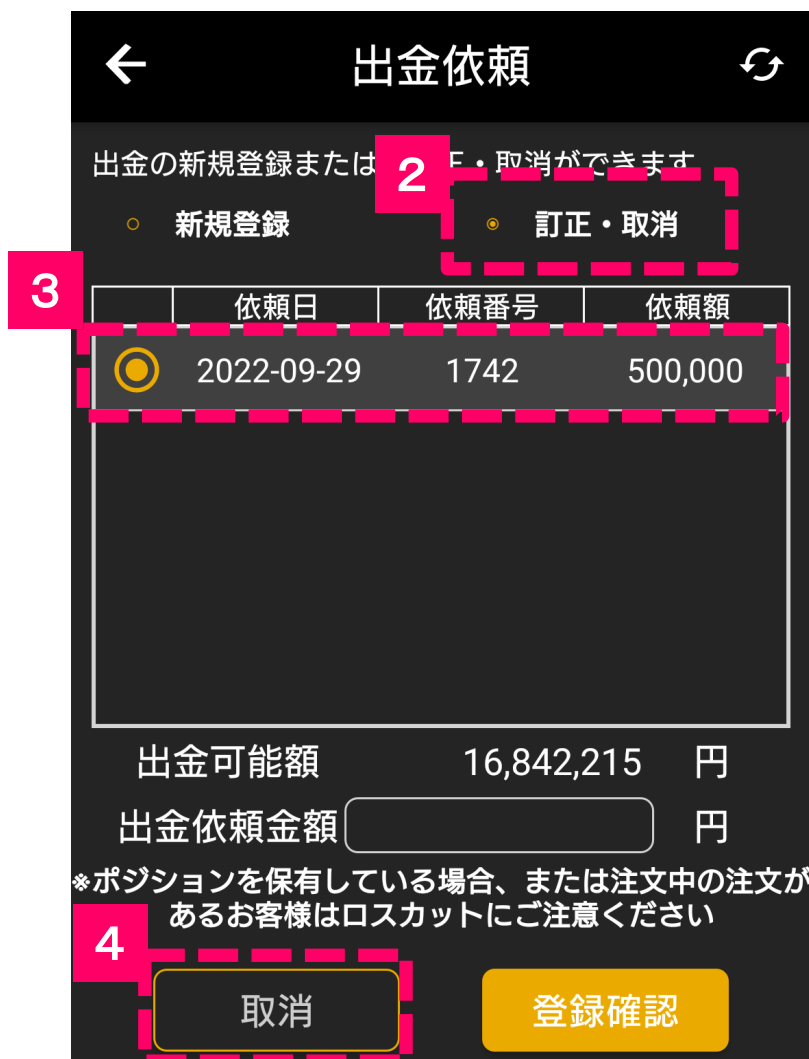 出金依頼
出金の新規登録または 正・取消ができます
2
新規登録 訂正・取消
3
依頼日 依頼番号 依頼額
2022-09-29 1742 500,000
出金可能額 16,842,215 円
出金依頼金額 円
※ポジションを保有している場合、または注文中の注文が
あるお客様はロスカットにご注意ください
4
取消 登録確認